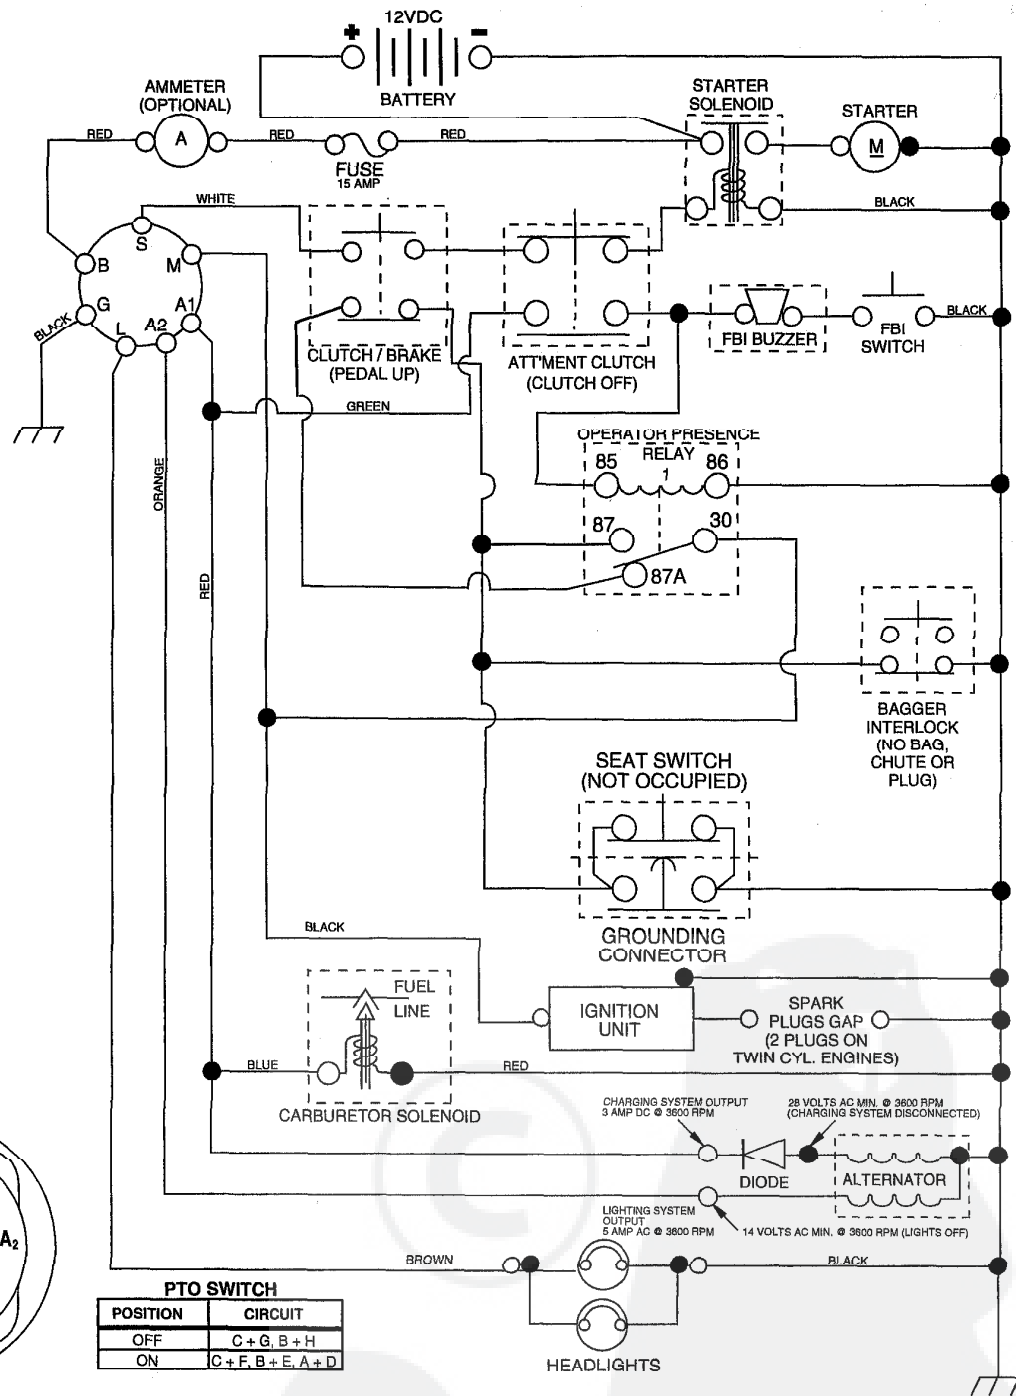 12VDC
+
-
BATTERY
AMMETER
(OPTIONAL)
STARTER
SOLENOID
STARTER
RED
A
RED
RED
M
FUSE
15 AMP
WHITE
BLACK
S
B
M
G
A1
L
A2
BLACK
CLUTCH / BRAKE
(PEDAL UP)
ATT'MENT CLUTCH
(CLUTCH OFF)
FBI BUZZER
FBI
SWITCH
BLACK
GREEN
OPERATOR PRESENCE
RELAY
85
1
86
ORANGE
87
30
87A
RED
BAGGER
INTERLOCK
(NO BAG,
CHUTE OR
PLUG)
SEAT SWITCH
(NOT OCCUPIED)
BLACK
GROUNDING
CONNECTOR
FUEL
LINE
IGNITION
UNIT
SPARK
PLUGS GAP
(2 PLUGS ON
TWIN CYL. ENGINES)
BLUE
RED
CARBURETOR SOLENOID
CHARGING SYSTEM OUTPUT
3 AMP DC @ 3600 RPM
28 VOLTS AC MIN. @ 3600 RPM
(CHARGING SYSTEM DISCONNECTED)
DIODE
ALTERNATOR
LIGHTING SYSTEM
OUTPUT
5 AMP AC @ 3600 RPM
14 VOLTS AC MIN. @ 3600 RPM (LIGHTS OFF)
A2
BROWN
BLACK
HEADLIGHTS
PTO SWITCH
POSITION CIRCUIT
OFF C + G, B + H
ON C + F, B + E, A + D
©